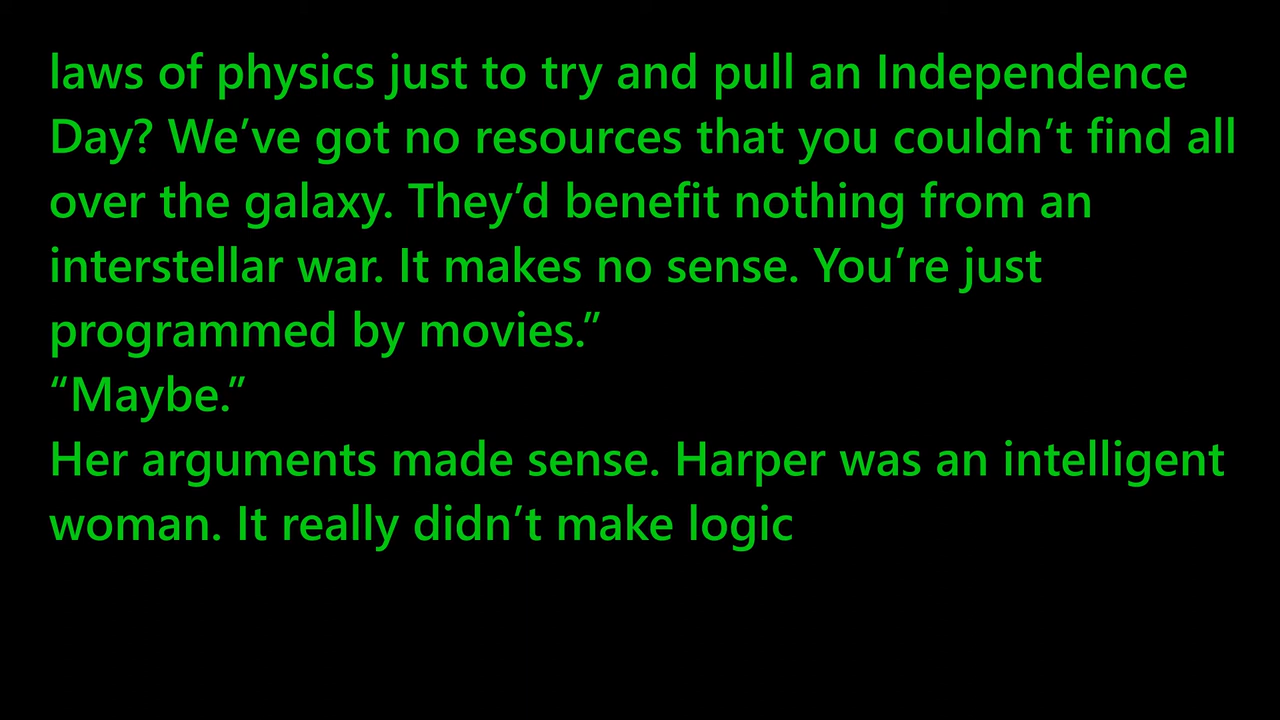 laws of physics just to try and pull an Independence
Day? We’ve got no resources that you couldn’t find all
over the galaxy. They’d benefit nothing from an
interstellar war. It makes no sense. You’re just
programmed by movies.”
“Maybe.”
Her arguments made sense. Harper was an intelligent
woman. It really didn’t make logic